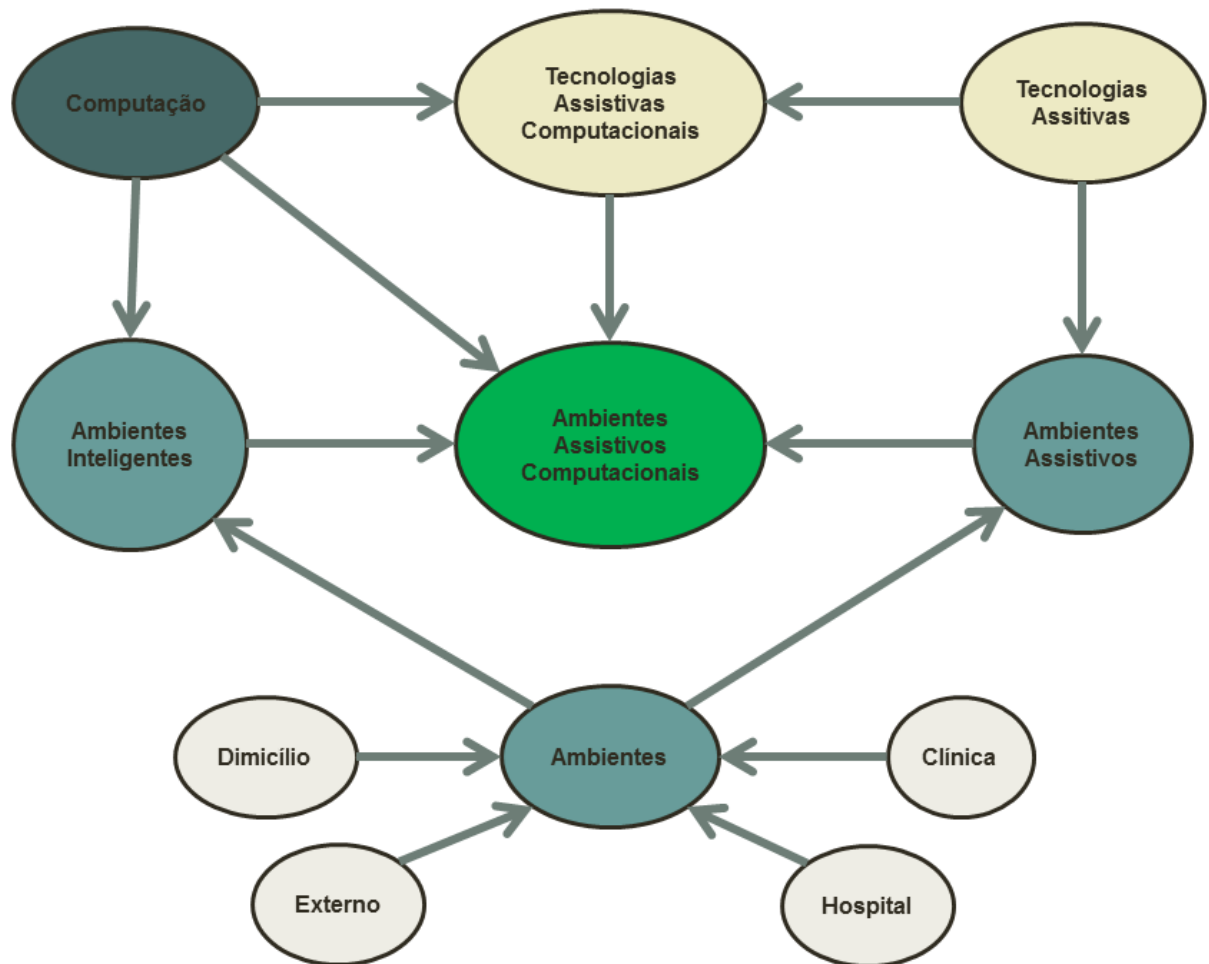 Computação
Tecnologias
Assistivas
Computacionais
Tecnologias
Assitivas
Ambientes
Inteligentes
Ambientes
Assistivos
Computacionais
Ambientes
Assistivos
Dimicílio
Ambientes
Clínica
Externo
Hospital